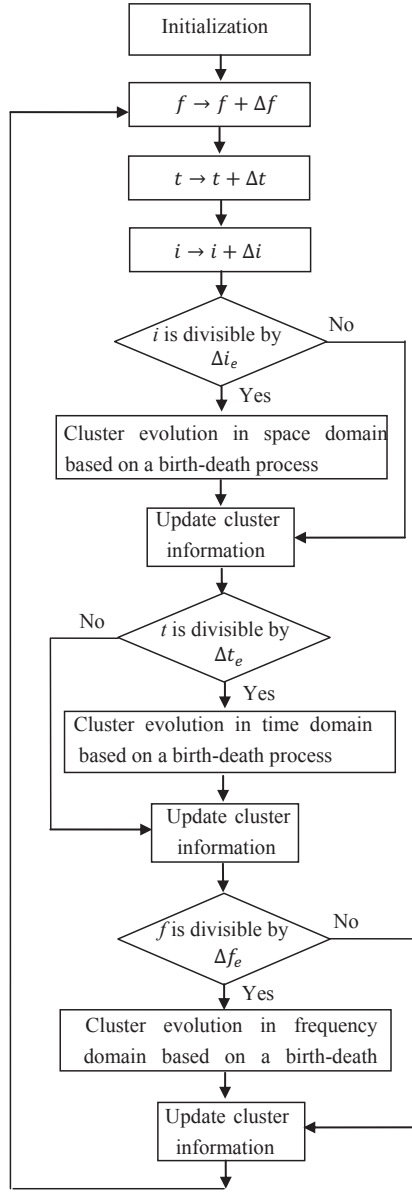 Initialization
f → f + Δf
t → t + Δt
i → i + Δi
i is divisible by
Δiₑ
No
Yes
Cluster evolution in space domain
based on a birth-death process
Update cluster
information
No
t is divisible by
Δtₑ
Yes
Cluster evolution in time domain
based on a birth-death process
Update cluster
information
f is divisible by
Δfₑ
No
Yes
Cluster evolution in frequency
domain based on a birth-death
Update cluster
information